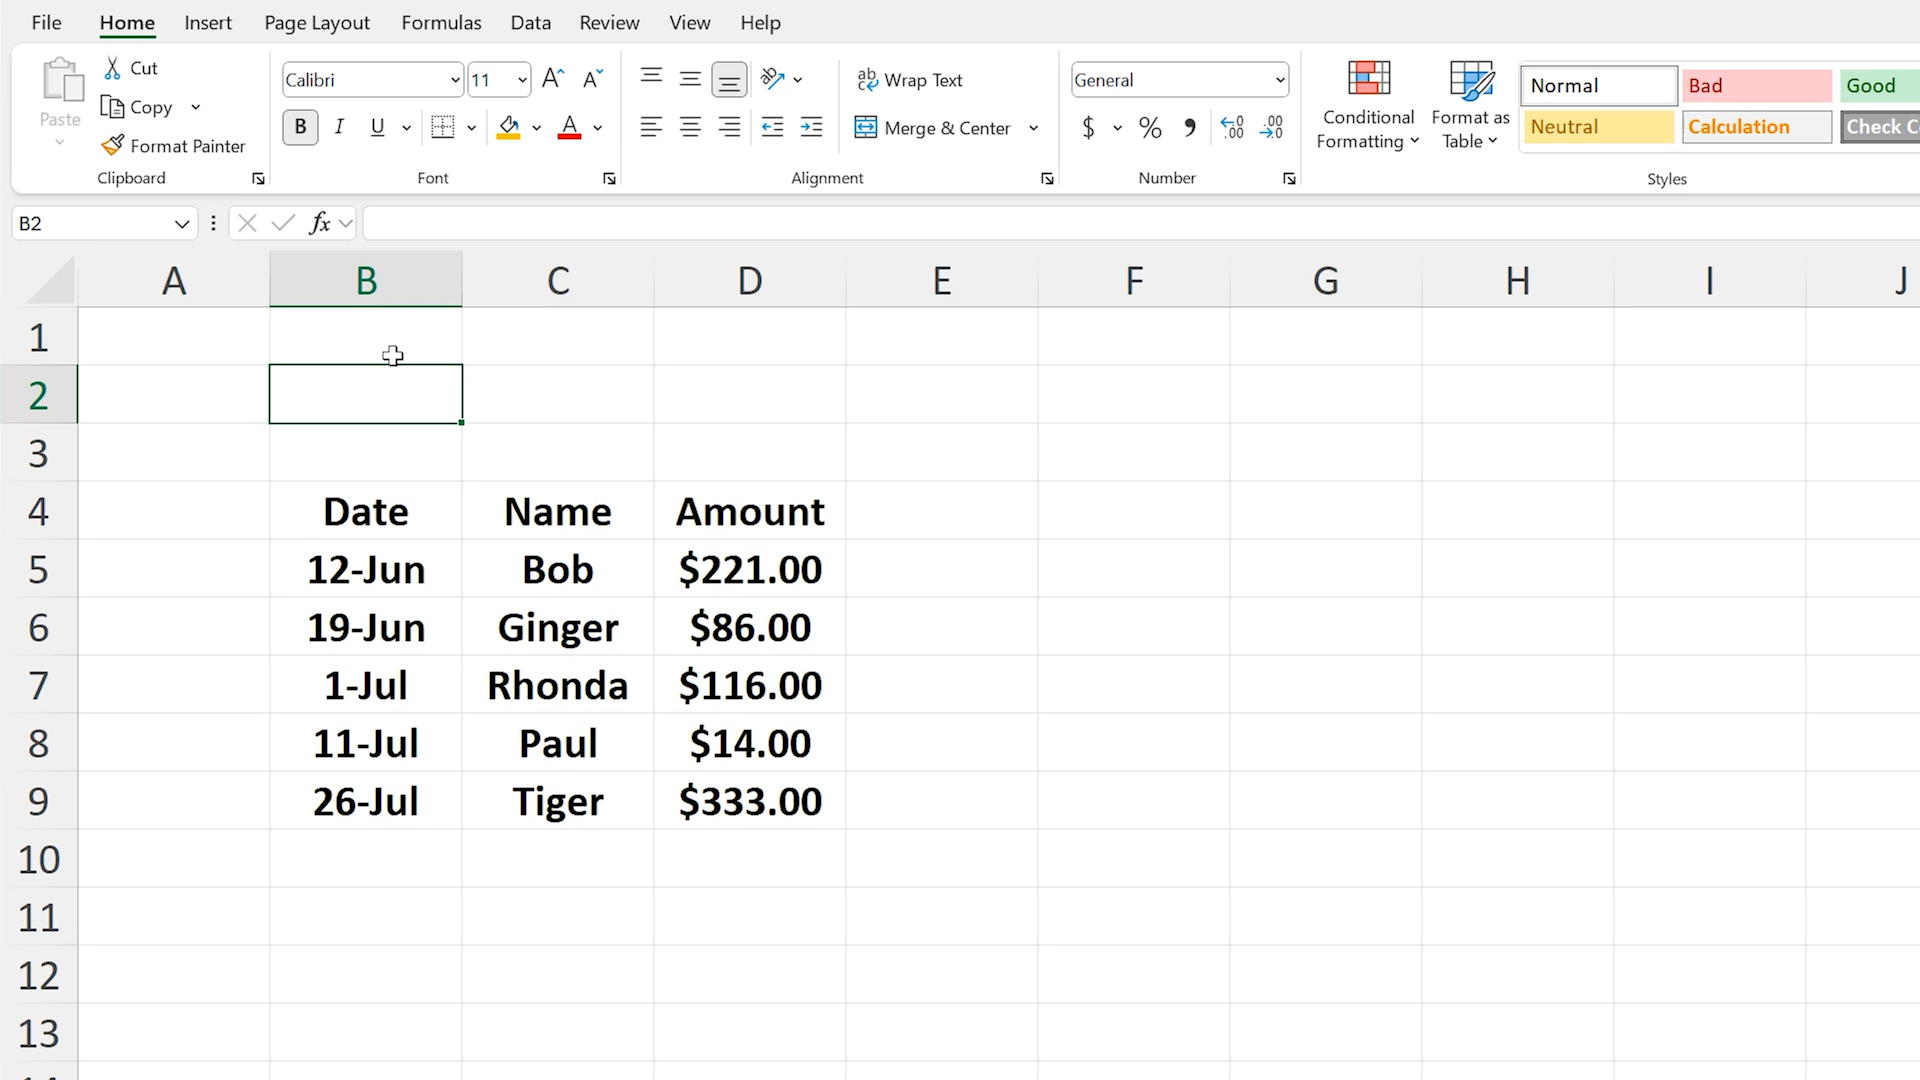 File Home Insert Page Layout Formulas Data Review View Help
Paste Cut Copy Format Painter Clipboard
Calibri 11 B I U A Font
ab Wrap Text Merge & Center Alignment
General $ % Number
Conditional Formatting Format as Table
Normal Bad Good
Neutral Calculation Check
Styles
B2 fx
A B C D E F G H I J
1
2
3
4 Date Name Amount
5 12-Jun Bob $221.00
6 19-Jun Ginger $86.00
7 1-Jul Rhonda $116.00
8 11-Jul Paul $14.00
9 26-Jul Tiger $333.00
10
11
12
13